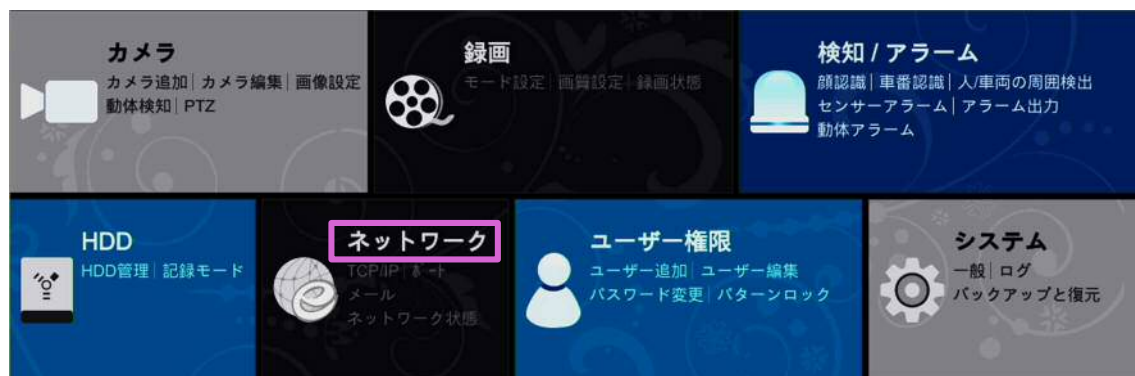 カメラ
カメラ追加| カメラ編集| 画像設定
動体検知| PTZ
録画
モード設定| 画質設定| 録画状態
検知 / アラーム
顔認識| 車番認識| 人/車両の周囲検出
センサーアラーム| アラーム出力
動体アラーム
HDD
HDD管理| 記録モード
ネットワーク
TCP/IP| ポート
メール
ネットワーク状態
ユーザー権限
ユーザー追加| ユーザー編集
パスワード変更| パターンロック
システム
一般| ログ
バックアップと復元